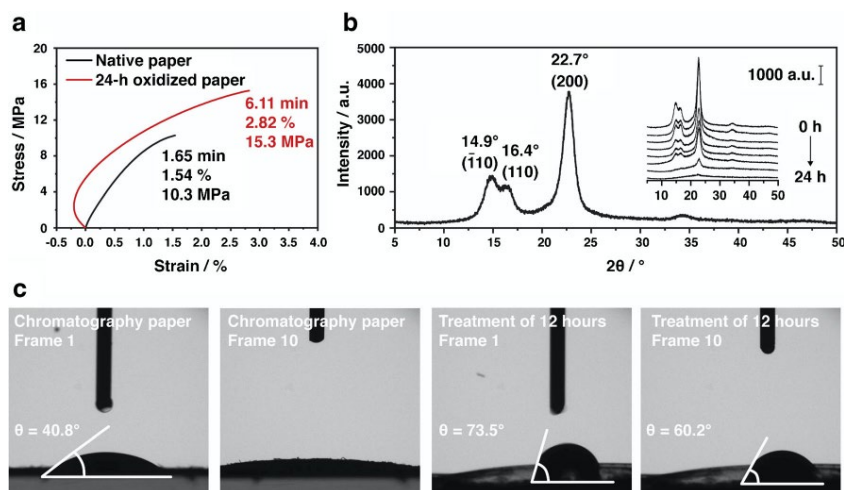 a
Native paper
24-h oxidized paper
6.11 min
2.82 %
15.3 MPa
1.65 min
1.54 %
10.3 MPa
20
16
12
8
4
0
Stress / MPa
-0.5 0.0 0.5 1.0 1.5 2.0 2.5 3.0 3.5 4.0
Strain / %
b
5000
4000
3000
2000
1000
0
Intensity / a.u.
22.7°
(200)
14.9°
(1̄10)
16.4°
(110)
1000 a.u.
0 h
24 h
5 10 20 30 40 50
5 10 15 20 25 30 35 40 45 50
2θ / °
c
Chromatography paper
Frame 1
θ = 40.8°
Chromatography paper
Frame 10
Treatment of 12 hours
Frame 1
θ = 73.5°
Treatment of 12 hours
Frame 10
θ = 60.2°